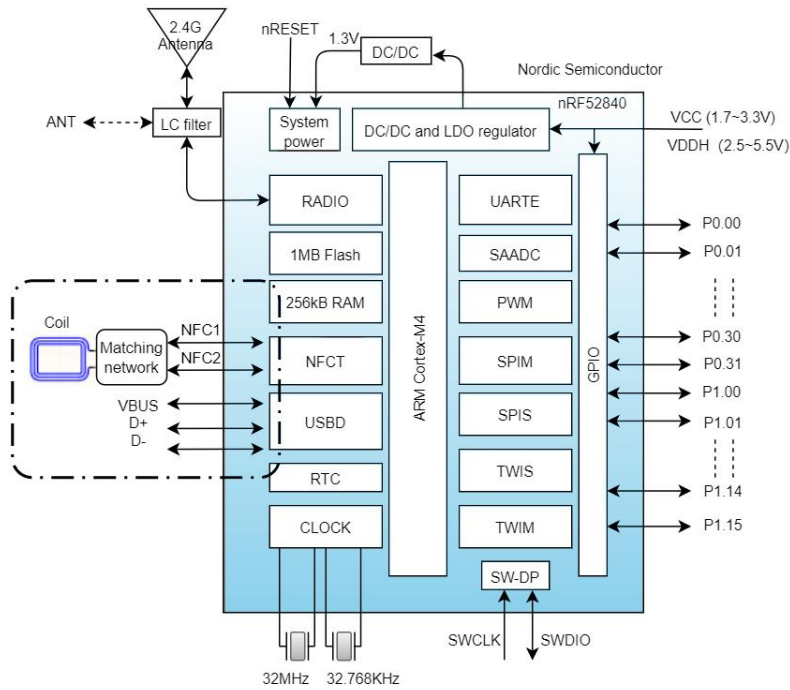 2.4G
Antenna
nRESET
1.3V
DC/DC
Nordic Semiconductor
nRF52840
ANT
LC filter
System
power
DC/DC and LDO regulator
VCC (1.7~3.3V)
VDDH (2.5~5.5V)
RADIO
UARTE
P0.00
1MB Flash
SAADC
P0.01
256kB RAM
PWM
Coil
Matching
network
NFC1
NFC2
NFCT
ARM Cortex-M4
SPIM
GPIO
P0.30
P0.31
P1.00
VBUS
D+
D-
USBD
SPIS
P1.01
RTC
TWIS
P1.14
CLOCK
TWIM
P1.15
SW-DP
SWCLK
SWDIO
32MHz
32.768KHz